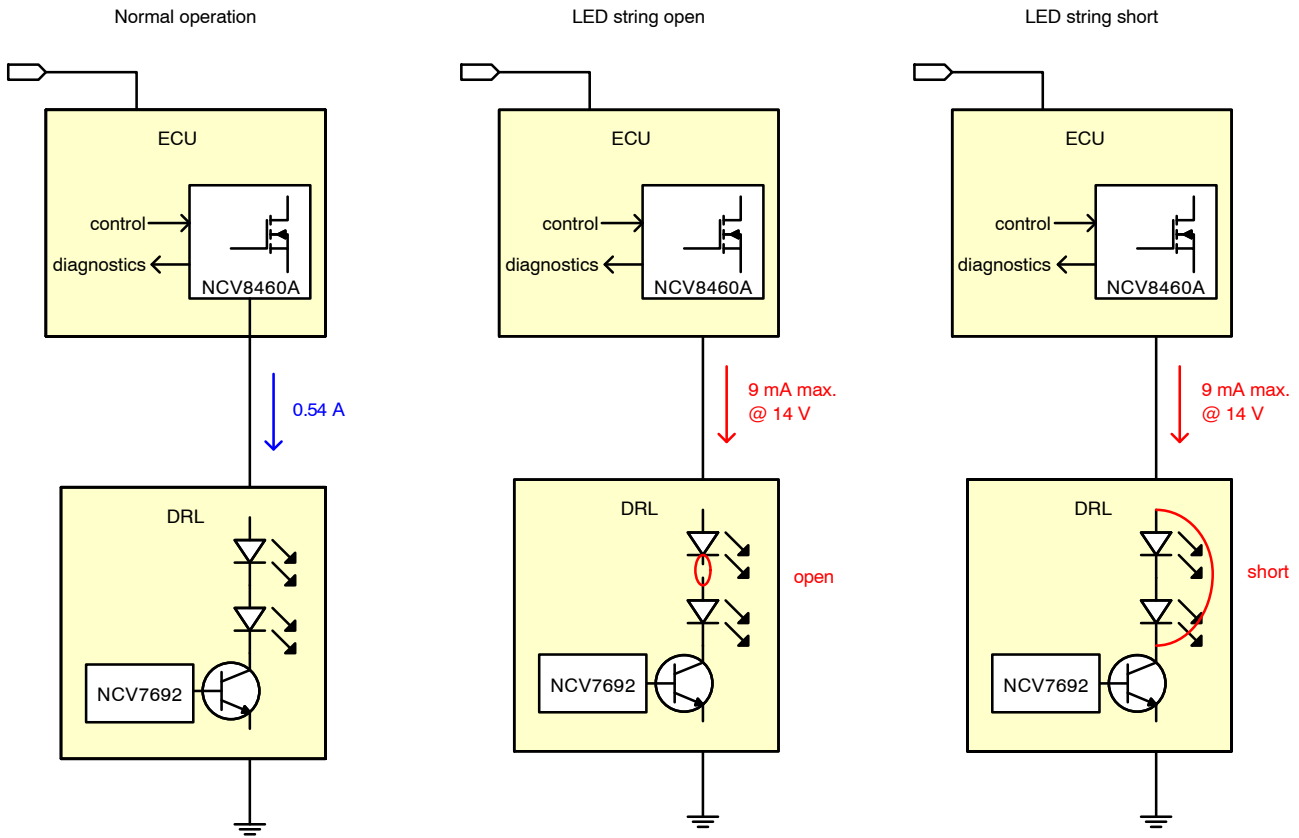 Normal operation
ECU
control
diagnostics
NCV8460A
0.54 A
DRL
NCV7692
LED string open
ECU
control
diagnostics
NCV8460A
9 mA max.
@ 14 V
DRL
open
NCV7692
LED string short
ECU
control
diagnostics
NCV8460A
9 mA max.
@ 14 V
DRL
short
NCV7692